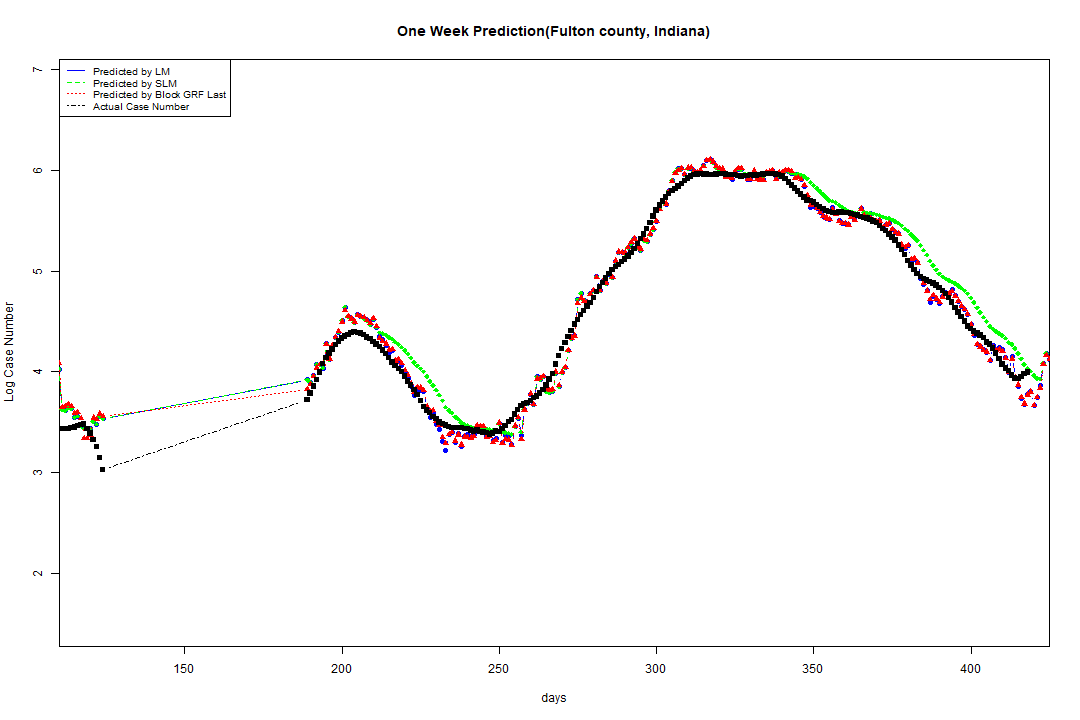 One Week Prediction(Fulton county, Indiana)
Predicted by LM
Predicted by SLM
Predicted by Block GRF Last
Actual Case Number
7
6
5
4
3
2
Log Case Number
150 200 250 300 350 400
days